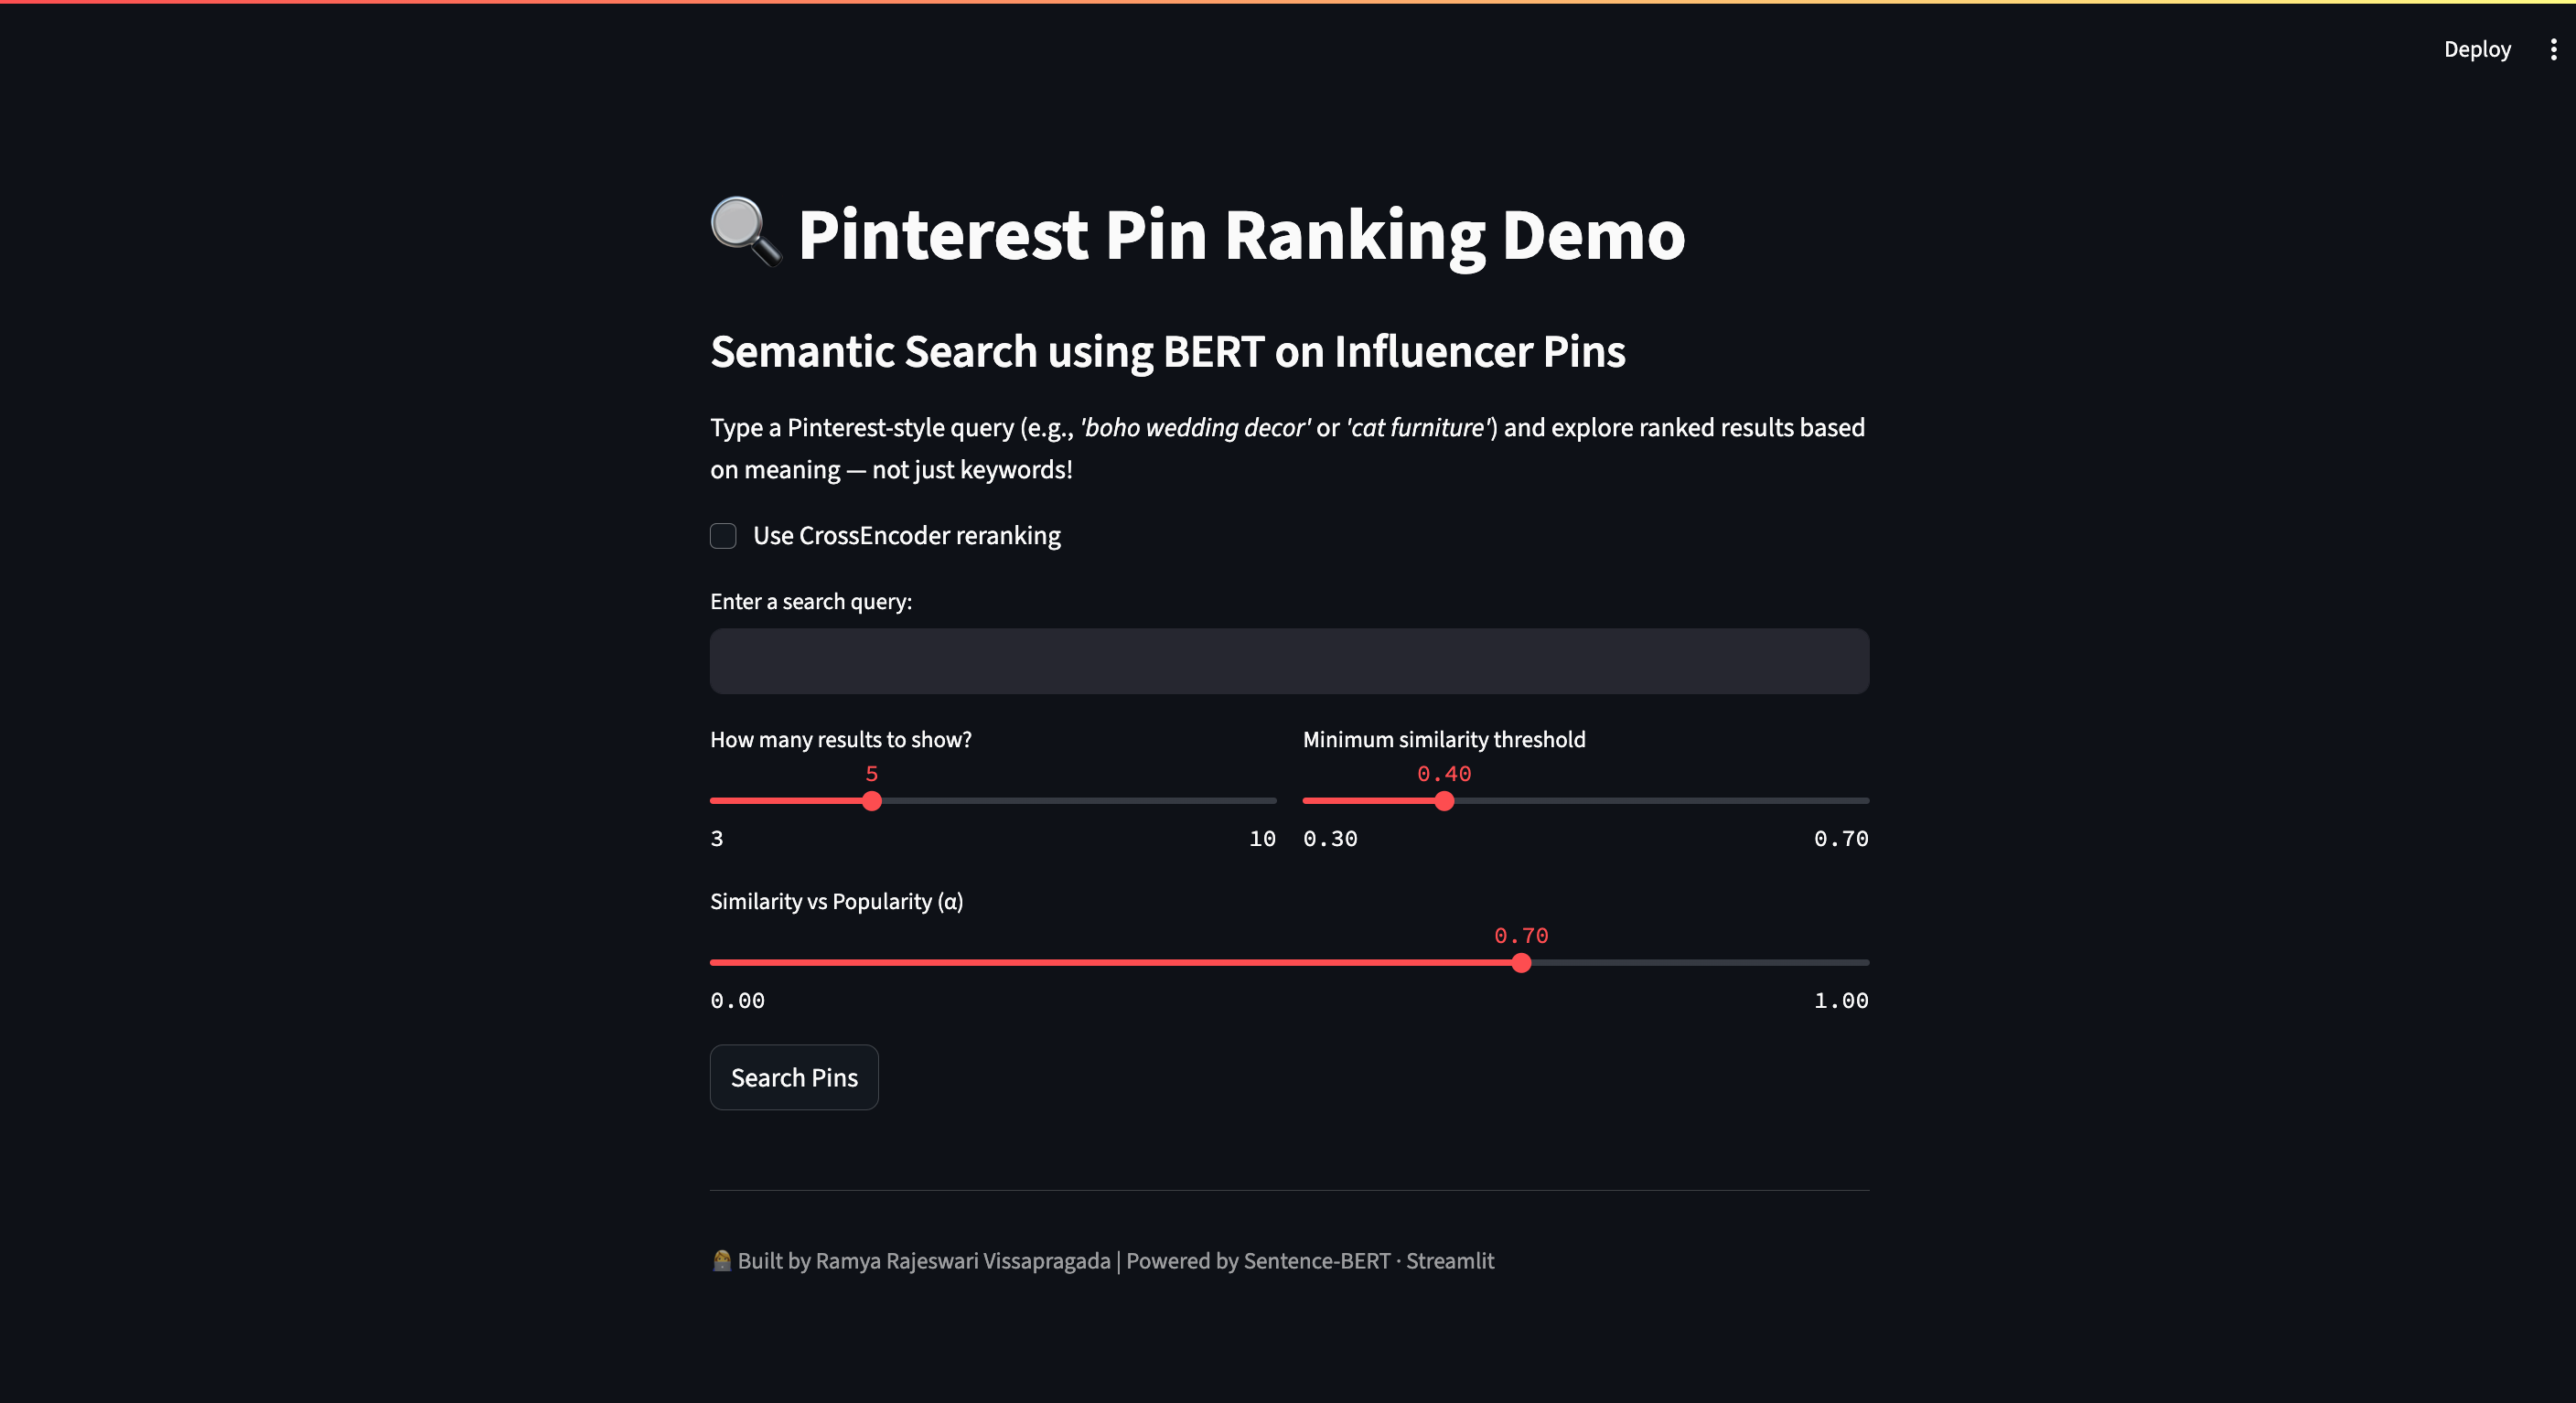 Deploy
Pinterest Pin Ranking Demo
Semantic Search using BERT on Influencer Pins
Type a Pinterest-style query (e.g., 'boho wedding decor' or 'cat furniture') and explore ranked results based
on meaning — not just keywords!
Use CrossEncoder reranking
Enter a search query:
How many results to show?
5
3 10
Minimum similarity threshold
0.40
0.30 0.70
Similarity vs Popularity (α)
0.70
0.00 1.00
Search Pins
Built by Ramya Rajeswari Vissapragada | Powered by Sentence-BERT · Streamlit